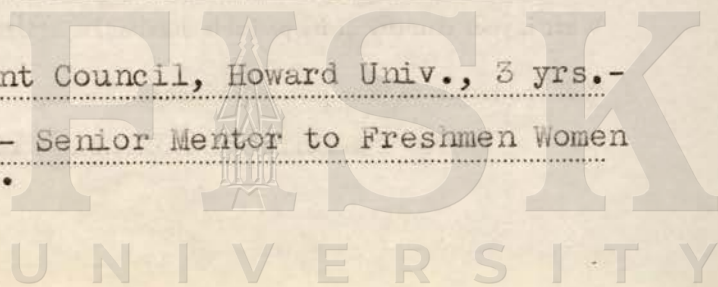 nt Council, Howard Univ., 3 yrs.-
- Senior Mentor to Freshmen Women
.
FISK
UNIVERSITY